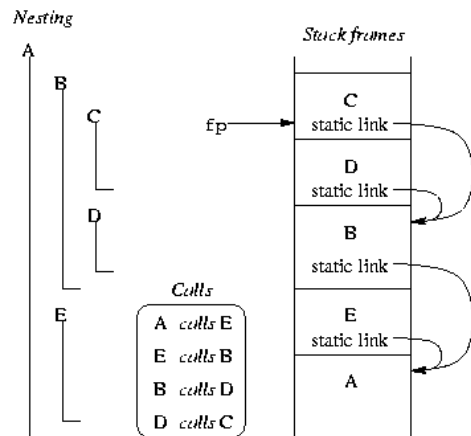 Nesting
A
B
C
D
E
Calls
A calls E
E calls B
B calls D
D calls C
Stack frames
fp
C
static link
D
static link
B
static link
E
static link
A